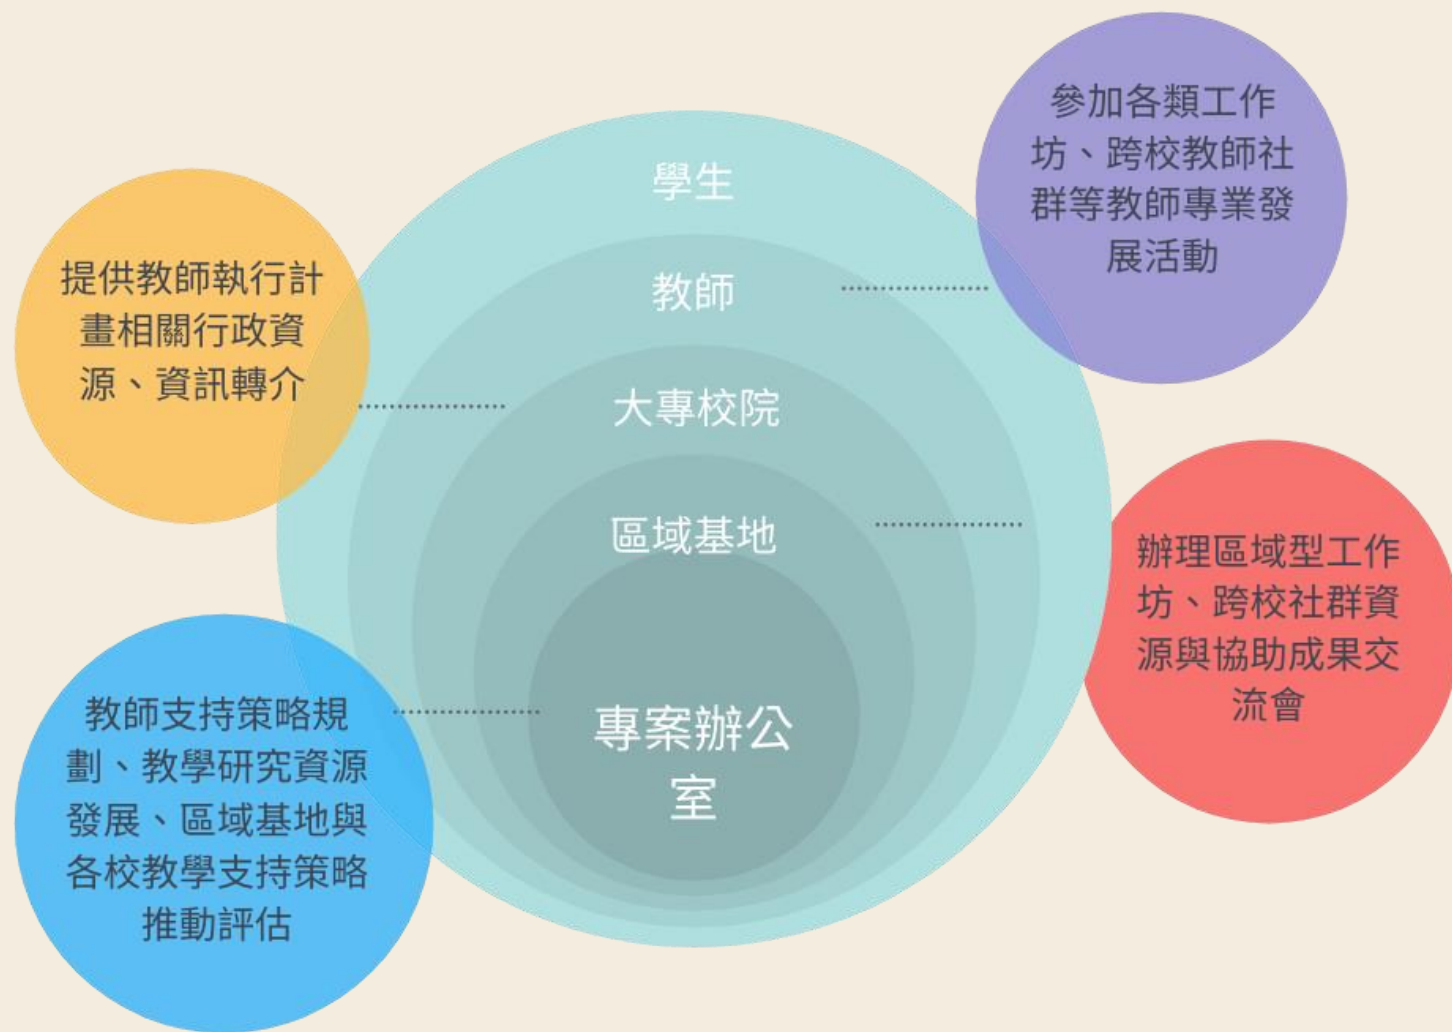 學生
教師
大專校院
區域基地
專案辦公
室
提供教師執行計
畫相關行政資
源、資訊轉介
教師支持策略規
劃、教學研究資源
發展、區域基地與
各校教學支持策略
推動評估
參加各類工作
坊、跨校教師社
群等教師專業發
展活動
辦理區域型工作
坊、跨校社群資
源與協助成果交
流會